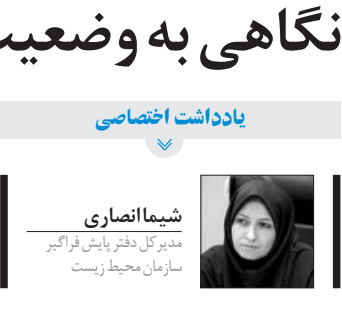 نگاهی به وضعیت
یادداشت اختصاصی
شیما انصاری
مدیرکل دفتر پایش فراگیر
سازمان محیط زیست